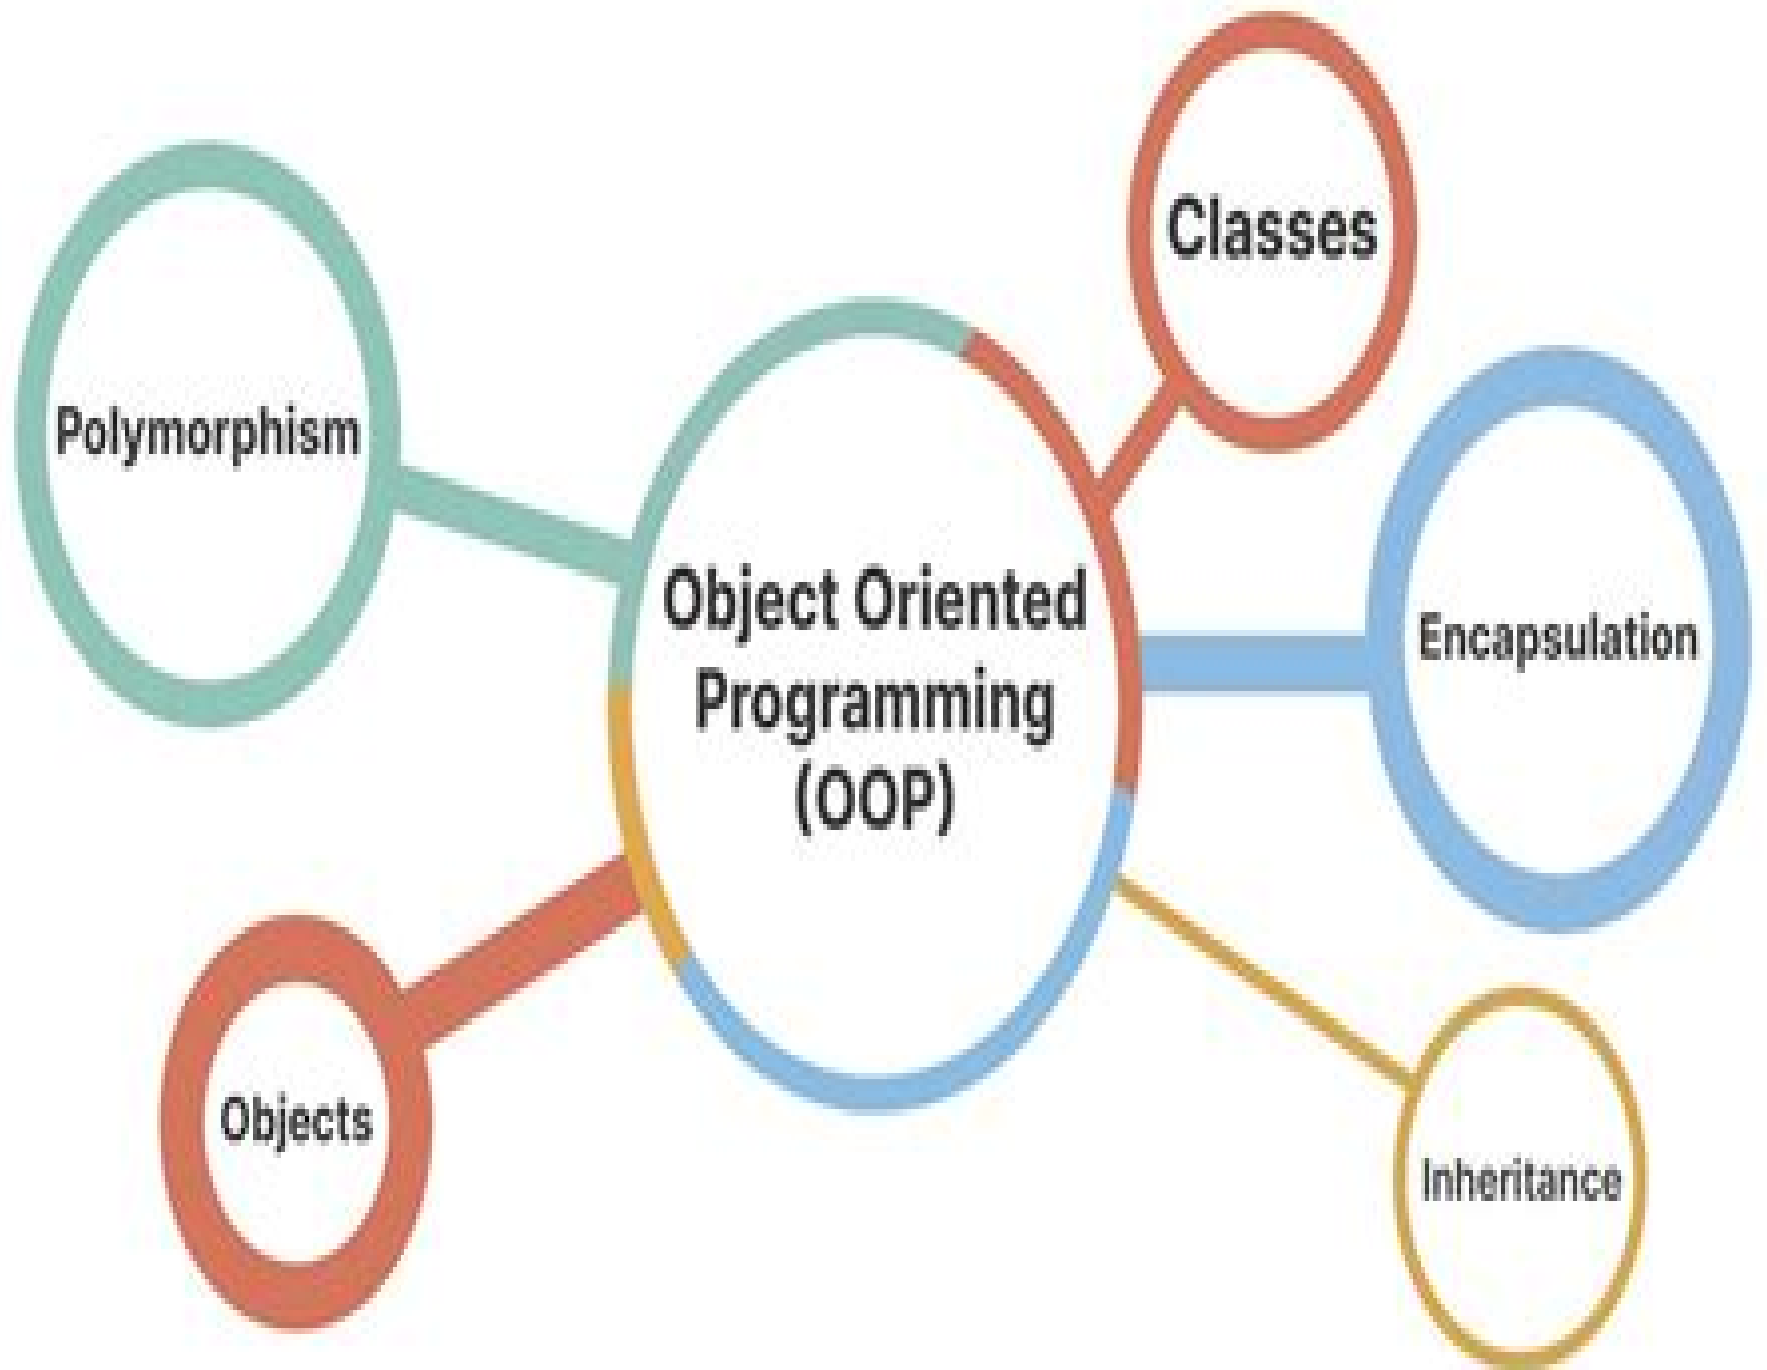 Classes
Polymorphism
Object Oriented
Programming
(OOP)
Encapsulation
Objects
Inheritance